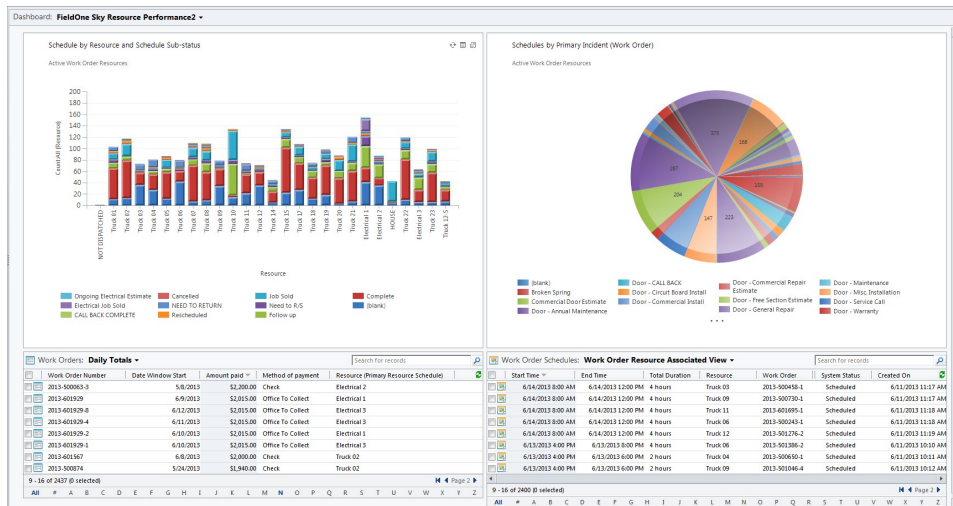 Dashboard: FieldOne Sky Resource Performance2
Schedule by Resource and Schedule Sub-status
Active Work Order Resources
200
180
160
140
120
100
80
60
40
20
0
CountAll (Resource)
NOT DISPATCHED
Truck 01
Truck 02
Truck 03
Truck 04
Truck 05
Truck 06
Truck 07
Truck 08
Truck 09
Truck 10
Truck 11
Truck 12
Truck 14
Truck 15
Truck 17
Truck 18
Truck 19
Truck 20
Truck 21
Electrical 1
Electrical 2
HOUSE
Truck 22
Electrical 3
Truck 23
Truck 12-S
Resource
Ongoing Electrical Estimate Cancelled Job Sold Complete
Electrical Job Sold NEED TO RETURN Need to R/S (blank)
CALL BACK COMPLETE Rescheduled Follow up
Schedules by Primary Incident (Work Order)
Active Work Order Resources
372
189
229
223
147
204
287
(blank) Door - CALL BACK Door - Commercial Repair Estimate Door - Maintenance
Broken Spring Door - Circuit Board Install Door - Misc. Installation
Commercial Door Estimate Door - Commercial Install Door - Free Section Estimate Door - Service Call
Door - Annual Maintenance Door - General Repair Door - Warranty
Work Orders: Daily Totals
Search for records
Work Order Number Date Window Start Amount paid Method of payment Resource (Primary Resource Schedule)
2013-500063-3 5/8/2013 $2,200.00 Check Electrical 2
2013-601929 6/9/2013 $2,015.00 Office To Collect Electrical 1
2013-601929-8 6/12/2013 $2,015.00 Office To Collect Electrical 3
2013-601929-4 6/11/2013 $2,015.00 Office To Collect Electrical 3
2013-601929-2 6/10/2013 $2,015.00 Office To Collect Electrical 1
2013-601929-1 6/10/2013 $2,015.00 Office To Collect Electrical 3
2013-601567 6/8/2013 $2,000.00 Check Truck 02
2013-500874 5/24/2013 $1,940.00 Check Truck 02
9 - 16 of 2437 (0 selected) Page 2
All # A B C D E F G H I J K L M N O P Q R S T U V W X Y Z
Work Order Schedules: Work Order Resource Associated View
Search for records
Start Time End Time Total Duration Resource Work Order System Status Created On
6/14/2013 8:00 AM 6/14/2013 12:00 PM 4 hours Truck 03 2013-500458-1 Scheduled 6/11/2013 11:17 AM
6/14/2013 8:00 AM 6/14/2013 12:00 PM 4 hours Truck 09 2013-500730-1 Scheduled 6/11/2013 11:17 AM
6/14/2013 8:00 AM 6/14/2013 12:00 PM 4 hours Truck 11 2013-601695-1 Scheduled 6/11/2013 11:18 AM
6/14/2013 8:00 AM 6/14/2013 12:00 PM 4 hours Truck 06 2013-500243-1 Scheduled 6/11/2013 11:18 AM
6/14/2013 8:00 AM 6/14/2013 12:00 PM 4 hours Truck 12 2013-501276-2 Scheduled 6/11/2013 11:19 AM
6/13/2013 4:00 PM 6/13/2013 6:00 PM 2 hours Truck 06 2013-501386-2 Scheduled 6/11/2013 10:10 AM
6/13/2013 4:00 PM 6/13/2013 6:00 PM 2 hours Truck 04 2013-500650-1 Scheduled 6/11/2013 10:11 AM
6/13/2013 4:00 PM 6/13/2013 6:00 PM 2 hours Truck 09 2013-501046-4 Scheduled 6/11/2013 10:12 AM
9 - 16 of 2400 (0 selected) Page 2
All # A B C D E F G H I J K L M N O P Q R S T U V W X Y Z